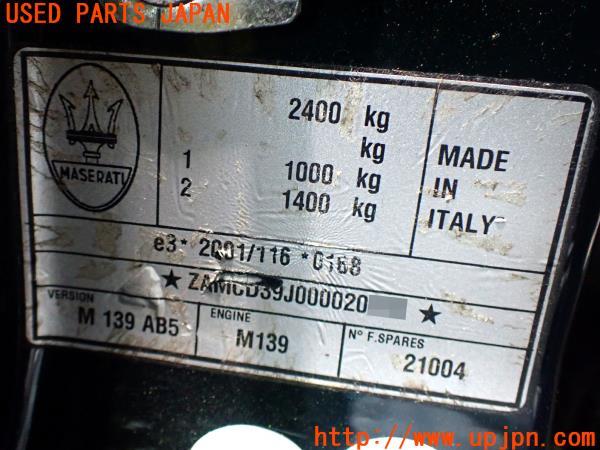 USED PARTS JAPAN
MASERATI
2400 kg
kg
1 1000 kg
2 1400 kg
MADE
IN
ITALY
e3* 2001/116 *0168
★ ZAMCD39J000020 ★
VERSION
M 139 AB5
ENGINE
M139
N° F.SPARES
21004
http://www.upjpn.com